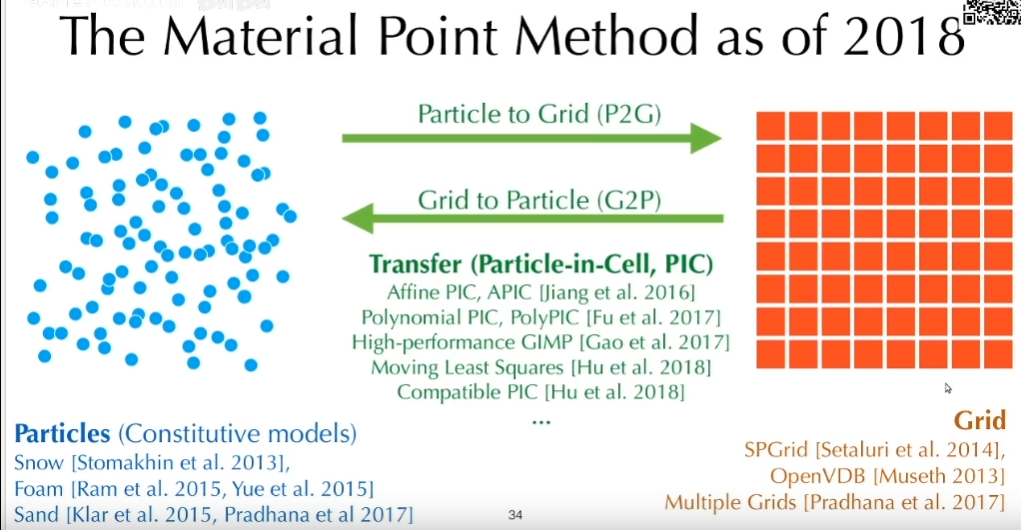 The Material Point Method as of 2018
Particle to Grid (P2G)
Grid to Particle (G2P)
Transfer (Particle-in-Cell, PIC)
Affine PIC, APIC [Jiang et al. 2016]
Polynomial PIC, PolyPIC [Fu et al. 2017]
High-performance GIMP [Gao et al. 2017]
Moving Least Squares [Hu et al. 2018]
Compatible PIC [Hu et al. 2018]
...
Particles (Constitutive models)
Snow [Stomakhin et al. 2013],
Foam [Ram et al. 2015, Yue et al. 2015]
Sand [Klar et al. 2015, Pradhana et al 2017]
Grid
SPGrid [Setaluri et al. 2014],
OpenVDB [Museth 2013]
Multiple Grids [Pradhana et al. 2017]
34